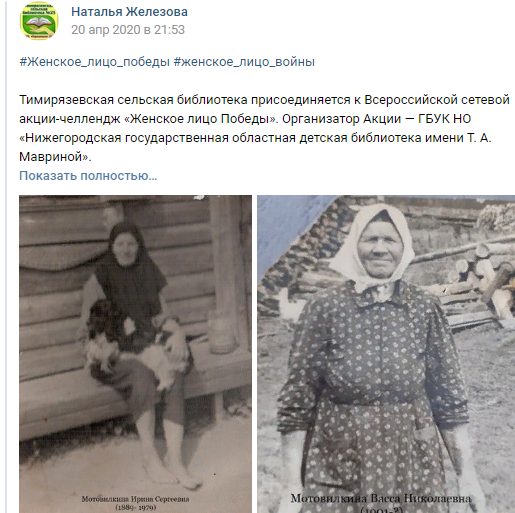 Наталья Железова
20 апр 2020 в 21:53
#Женское_лицо_победы #женское_лицо_войны
Тимирязевская сельская библиотека присоединяется к Всероссийской сетевой
акции-челлендж «Женское лицо Победы». Организатор Акции — ГБУК НО
«Нижегородская государственная областная детская библиотека имени Т. А.
Мавриной».
Показать полностью...
Мотовилкина Ирина Сергеевна
(1889- 1979)
Мотовилкина Васса Николаевна
(1901-?)